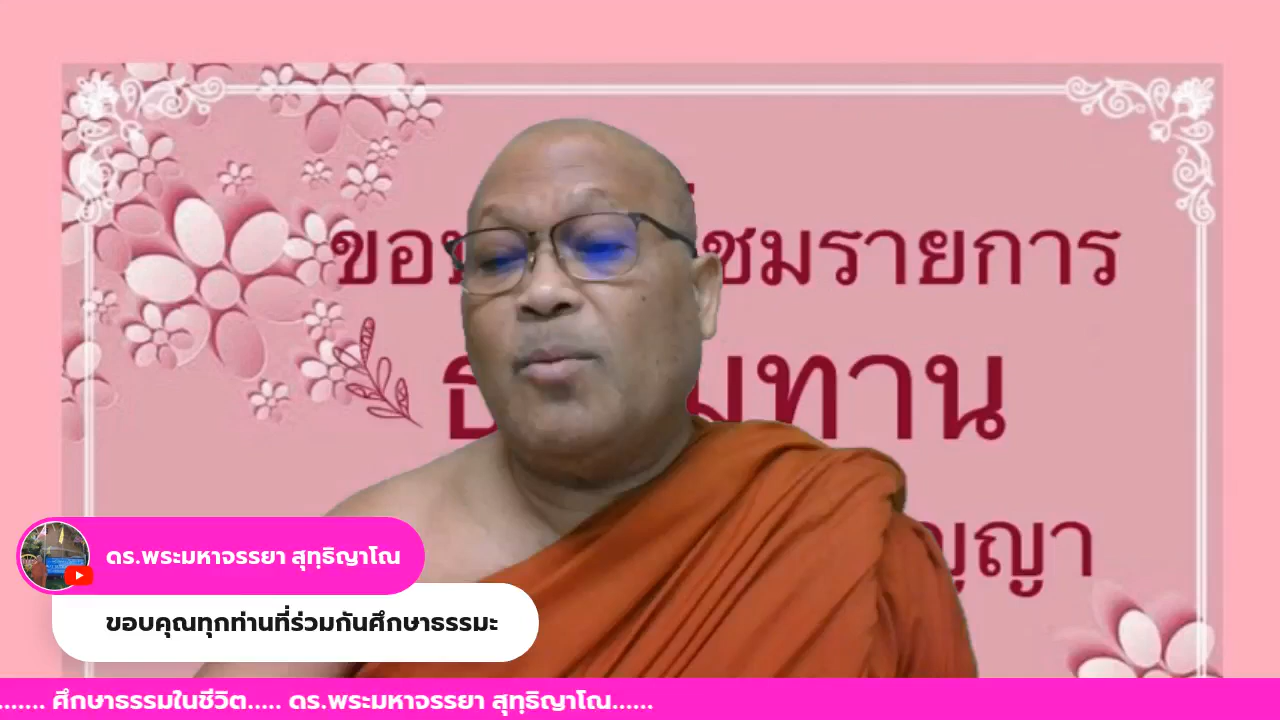 ชมรายการ
ทาน
ดร.พระมหาจรรยา สุทฺธิญาโณ
ขอบคุณทุกท่านที่ร่วมกันศึกษาธรรมะ
....... ศึกษาธรรมในชีวิต..... ดร.พระมหาจรรยา สุทฺธิญาโณ......